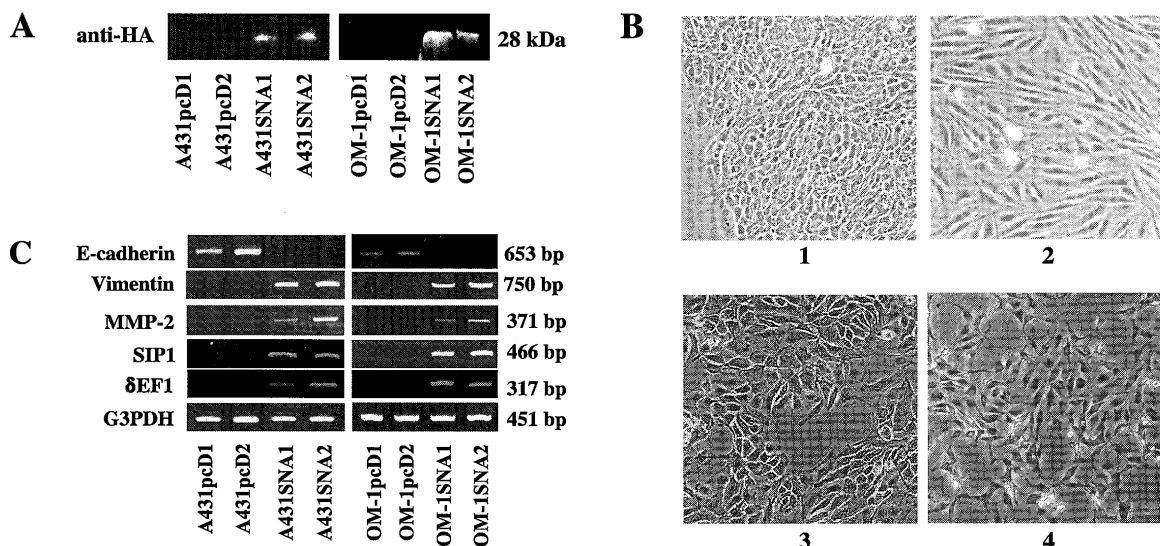 A
anti-HA
28 kDa
A431pcD1
A431pcD2
A431SNA1
A431SNA2
OM-1pcD1
OM-1pcD2
OM-1SNA1
OM-1SNA2
B
1
2
3
4
C
E-cadherin
653 bp
Vimentin
750 bp
MMP-2
371 bp
SIP1
466 bp
δEF1
317 bp
G3PDH
451 bp
A431pcD1
A431pcD2
A431SNA1
A431SNA2
OM-1pcD1
OM-1pcD2
OM-1SNA1
OM-1SNA2